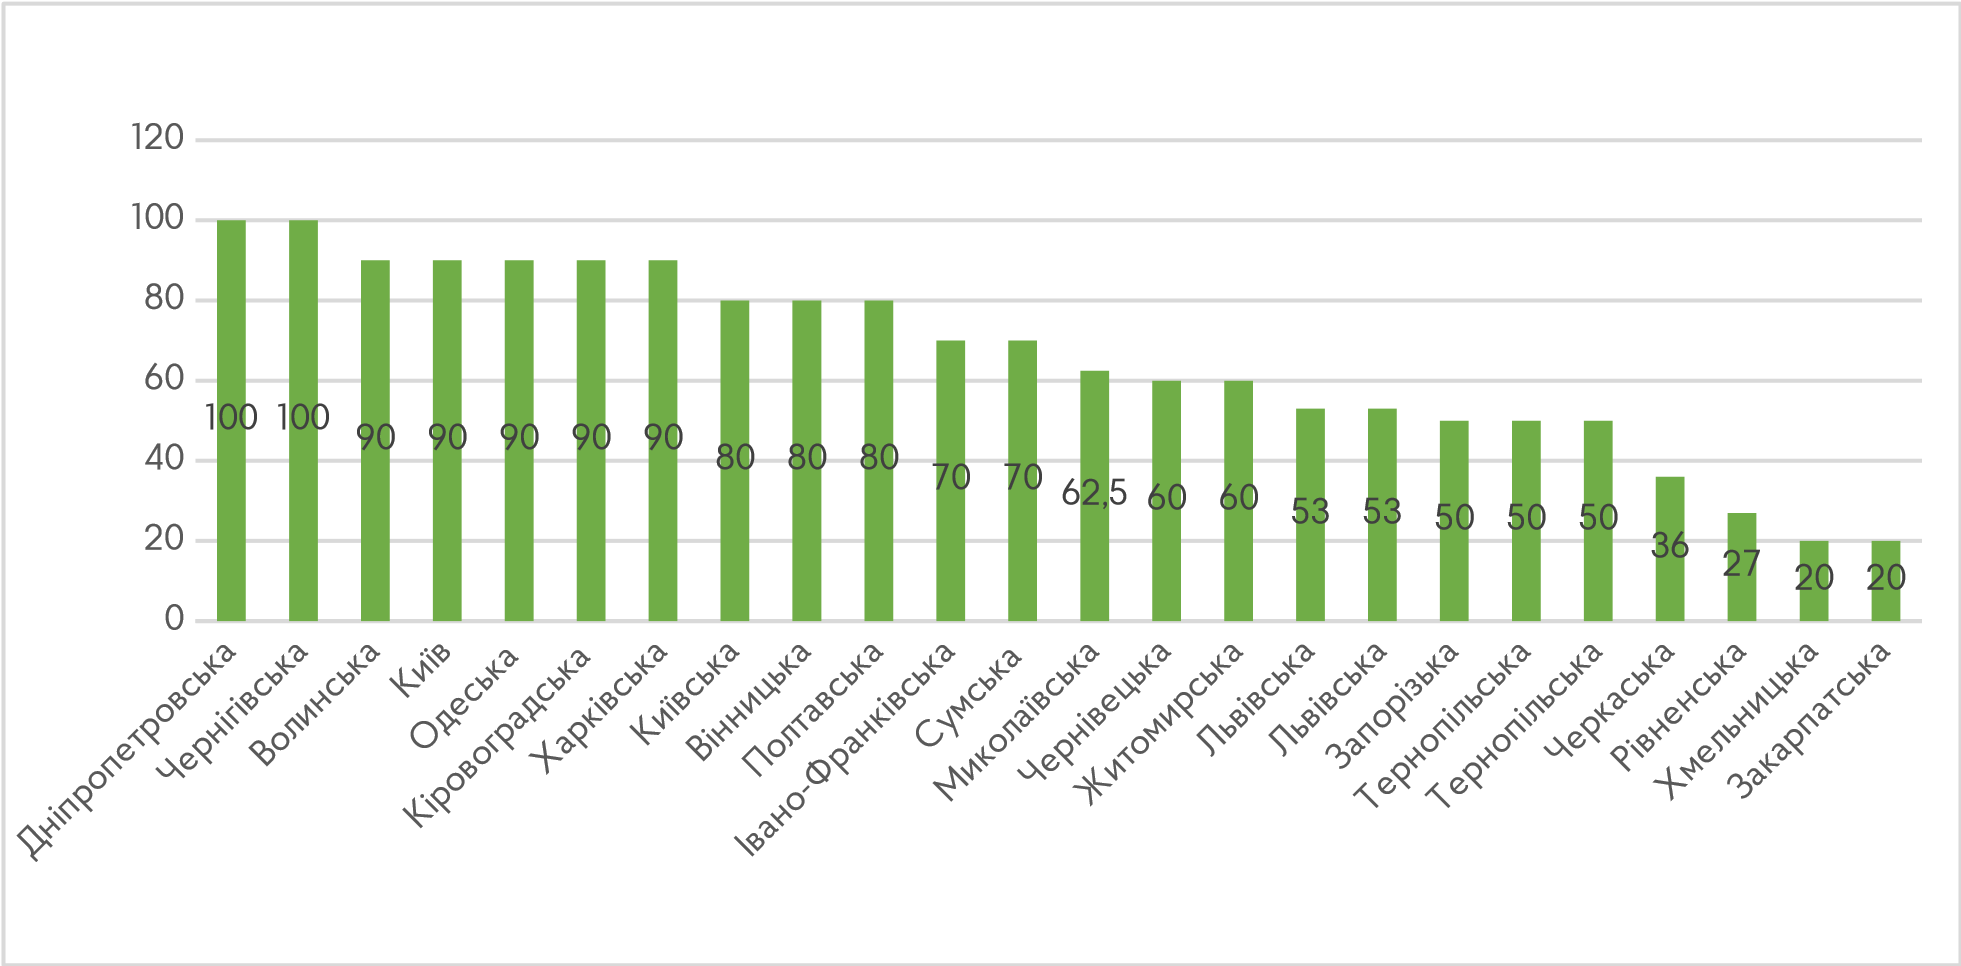 120
100
80
60
40
20
0
100
100
90
90
90
90
90
80
80
80
70
70
62,5
60
60
53
53
50
50
50
36
27
20
20
Дніпропетровська
Чернігівська
Волинська
Київ
Одеська
Кіровоградська
Харківська
Київська
Вінницька
Полтавська
Івано-Франківська
Сумська
Миколаївська
Чернівецька
Житомирська
Львівська
Львівська
Запорізька
Тернопільська
Тернопільська
Черкаська
Рівненська
Хмельницька
Закарпатська